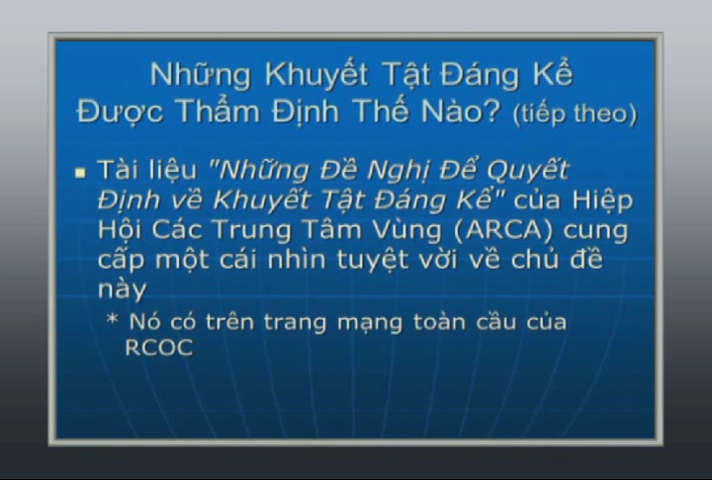 Những Khuyết Tật Đáng Kể
Được Thẩm Định Thế Nào? (tiếp theo)
Tài liệu "Những Đề Nghị Để Quyết
Định về Khuyết Tật Đáng Kể" của Hiệp
Hội Các Trung Tâm Vùng (ARCA) cung
cấp một cái nhìn tuyệt vời về chủ đề
này
* Nó có trên trang mạng toàn cầu của
RCOC